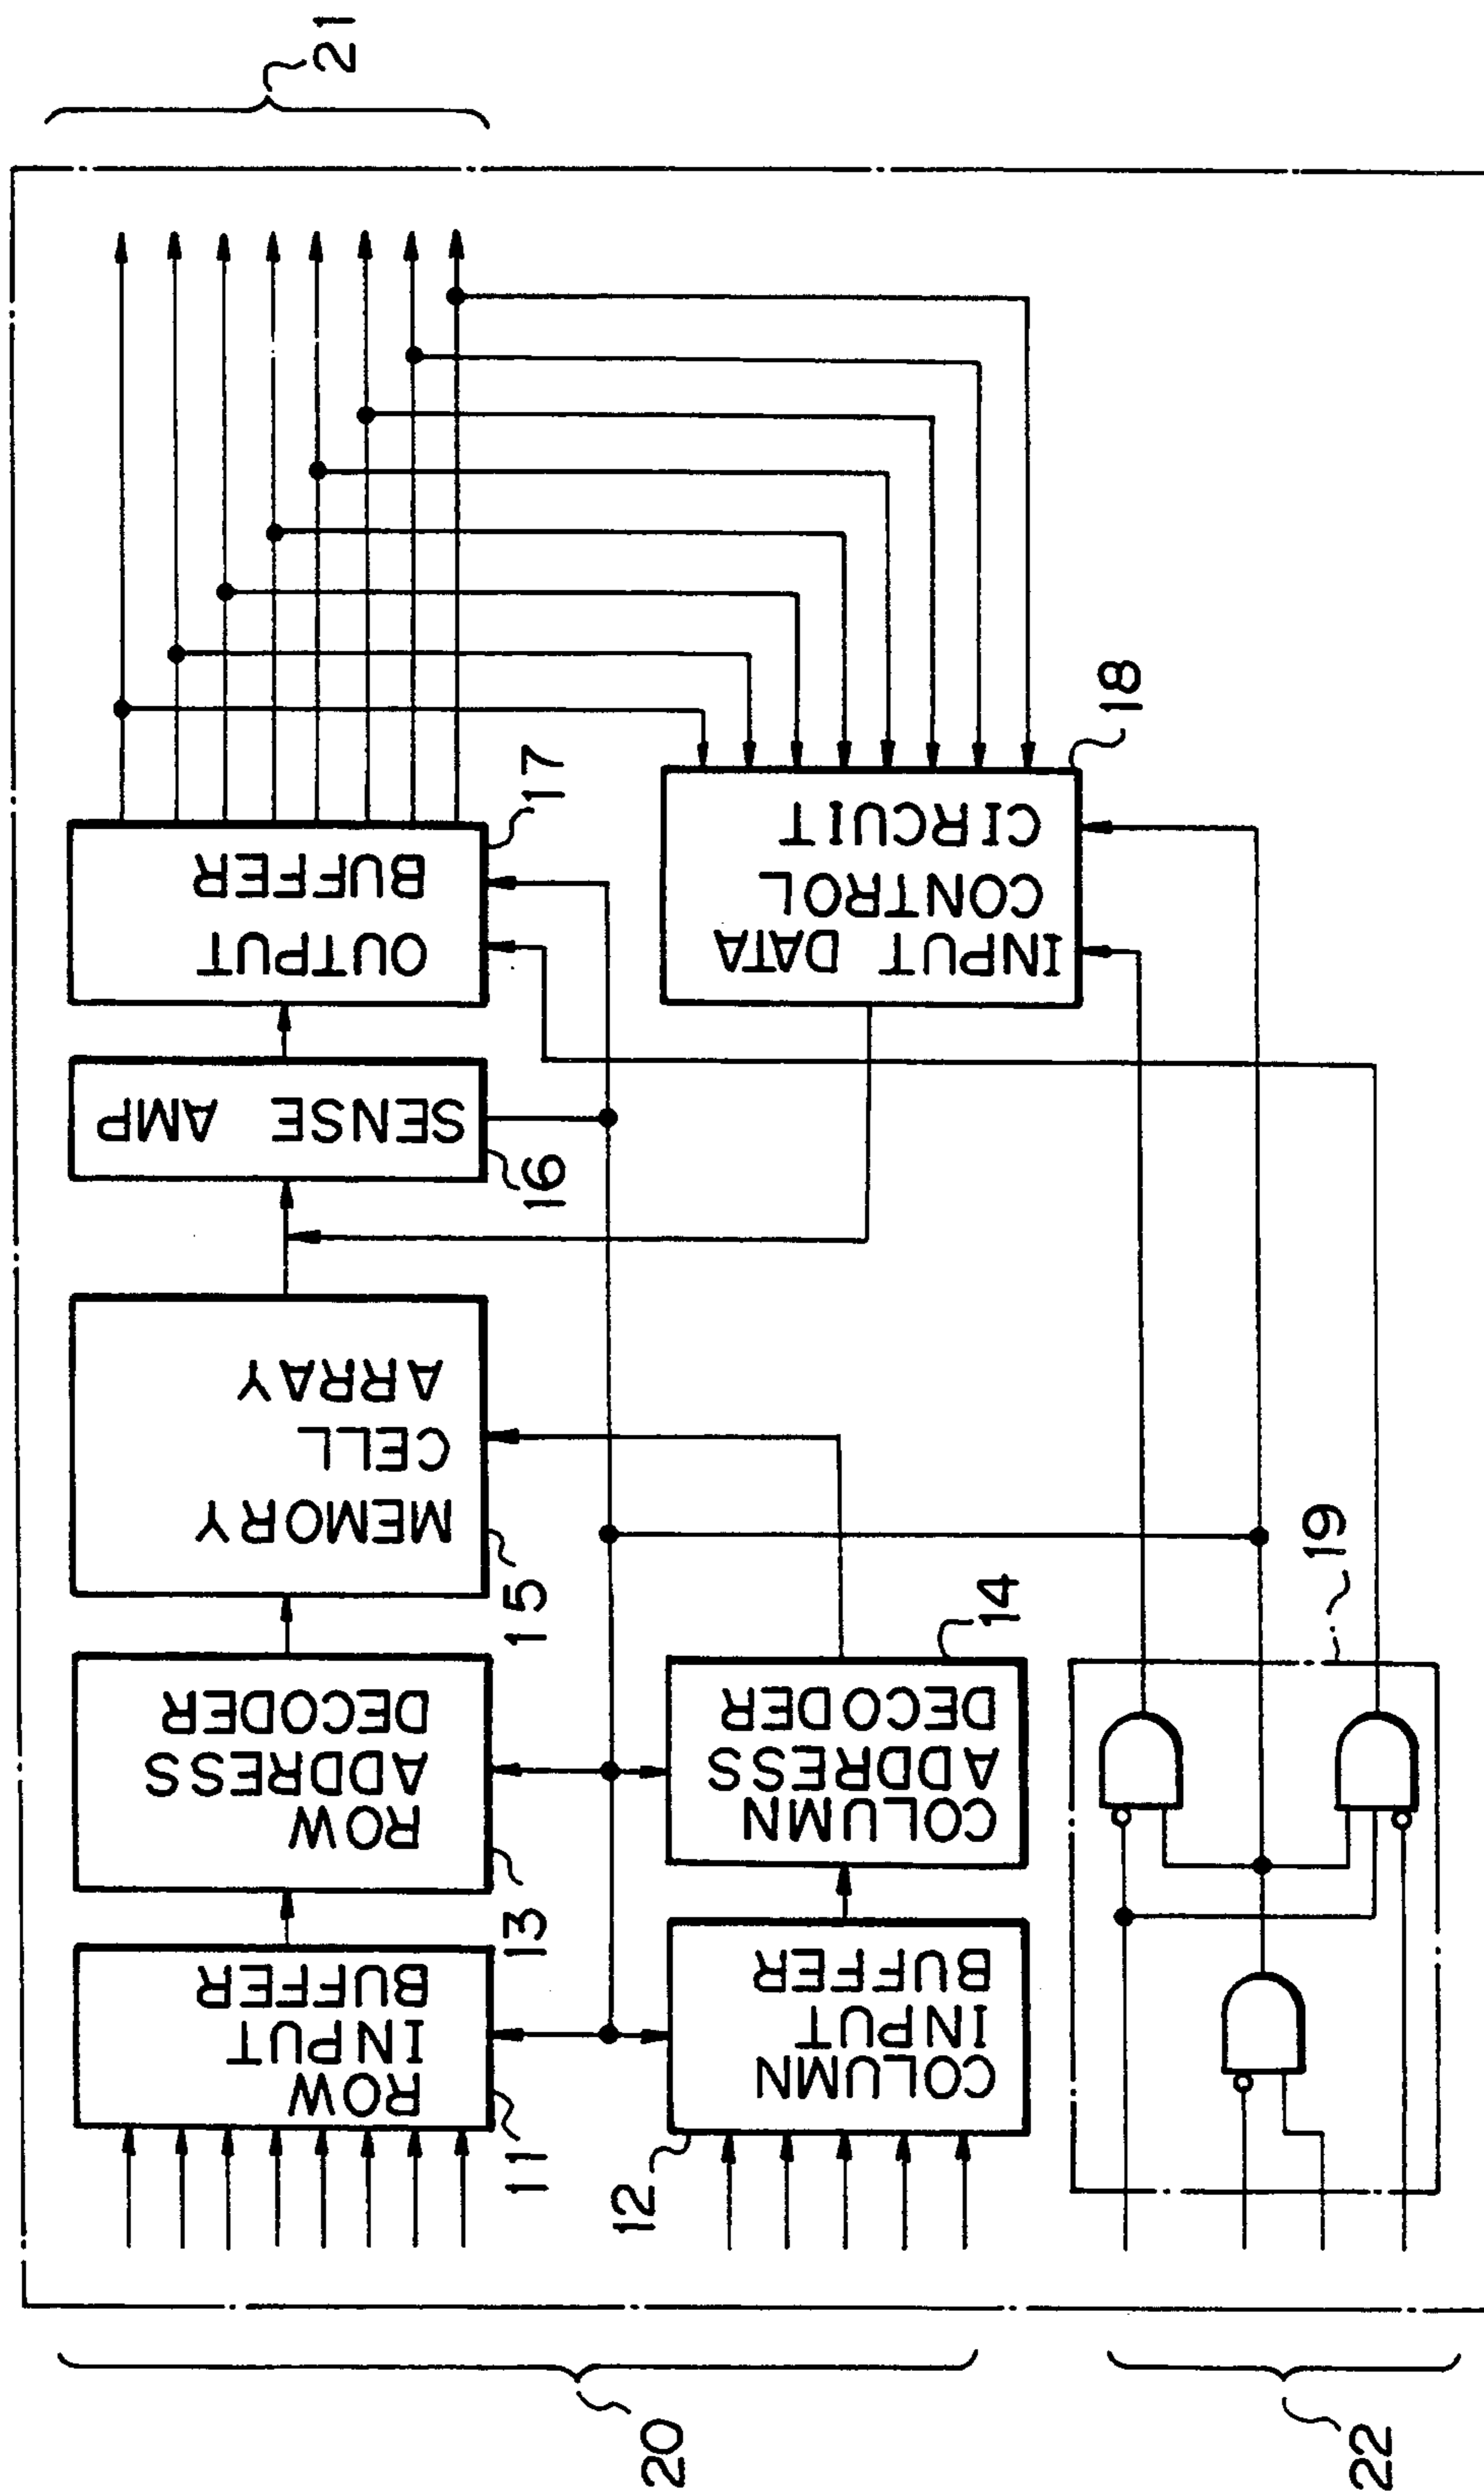 ROW
INPUT
BUFFER
11
ROW
ADDRESS
DECODER
13
MEMORY
CELL
ARRAY
15
SENSE AMP
16
OUTPUT
BUFFER
17
21
COLUMN
INPUT
BUFFER
12
COLUMN
ADDRESS
DECODER
14
INPUT DATA
CONTROL
CIRCUIT
18
19
20
22